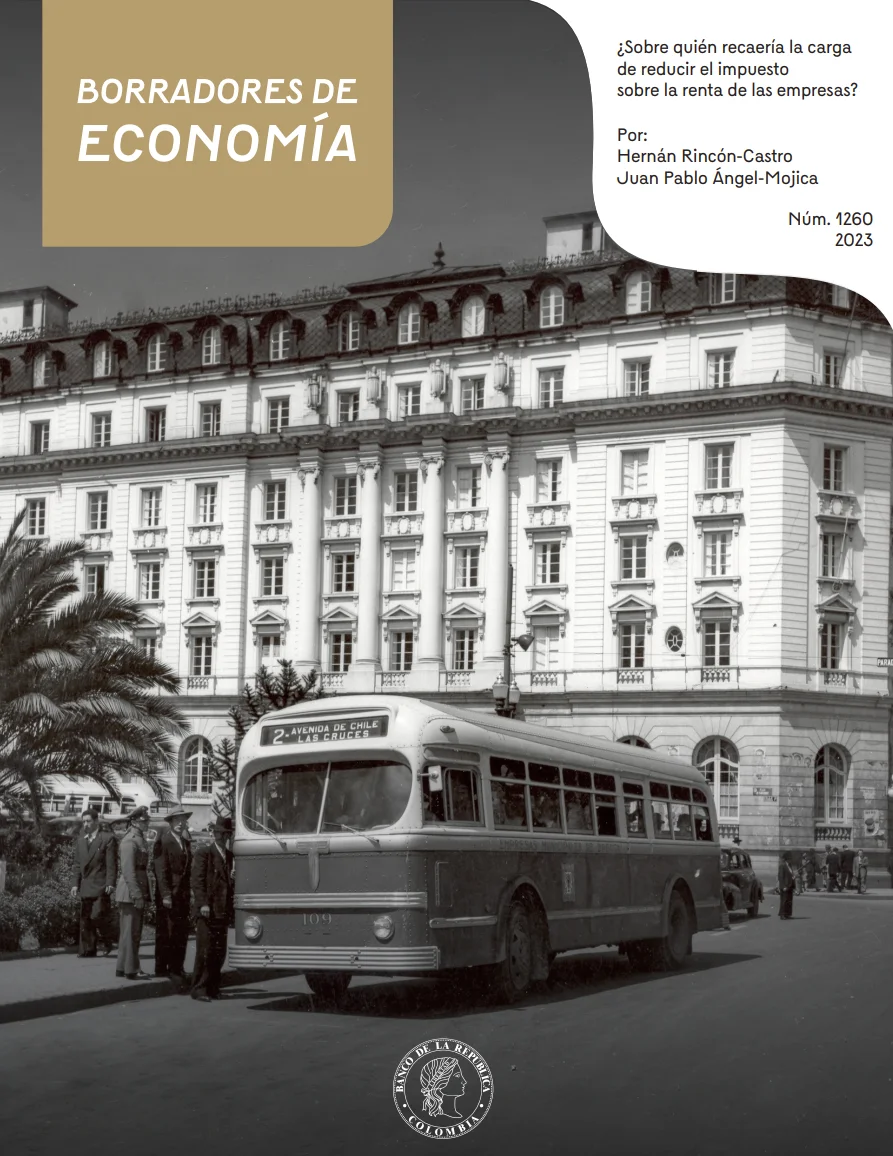 BORRADORES DE
ECONOMÍA
¿Sobre quién recaería la carga
de reducir el impuesto
sobre la renta de las empresas?
Por:
Hernán Rincón-Castro
Juan Pablo Ángel-Mojica
Núm. 1260
2023
2- AVENIDA DE CHILE
LAS CRUCES
EMPRESAS
109
BANCO DE LA REPÚBLICA
COLOMBIA